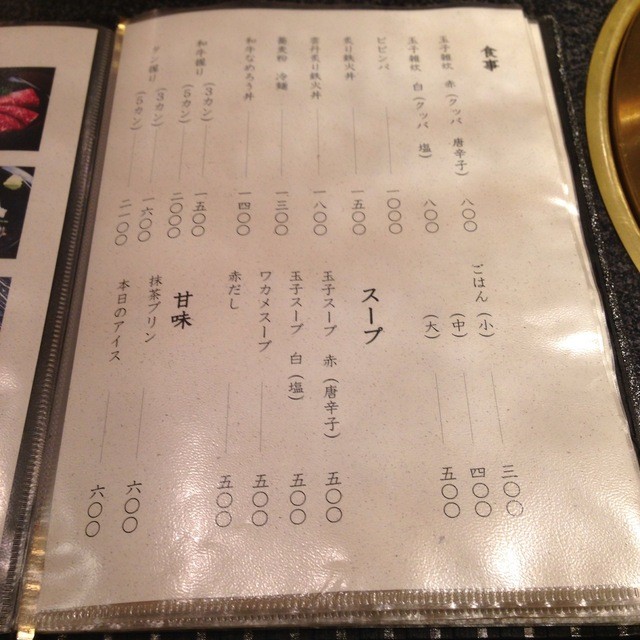 食事
玉子雑炊 赤(クッパ 唐辛子) 八〇〇
玉子雑炊 白(クッパ 塩) 八〇〇
ビビンバ 一〇〇〇
炙り鉄火丼 一五〇〇
雲丹炙り鉄火丼 一八〇〇
蕎麦粉 冷麺 一三〇〇
和牛なめろう丼 一四〇〇
和牛握り (3カン) 一五〇〇
(5カン) 二〇〇〇
タン握り (3カン) 一六〇〇
(5カン) 二一〇〇
ごはん (小) 三〇〇
(中) 四〇〇
(大) 五〇〇
スープ
玉子スープ 赤(唐辛子) 五〇〇
玉子スープ 白(塩) 五〇〇
ワカメスープ 五〇〇
赤だし 五〇〇
甘味
抹茶プリン 六〇〇
本日のアイス 六〇〇